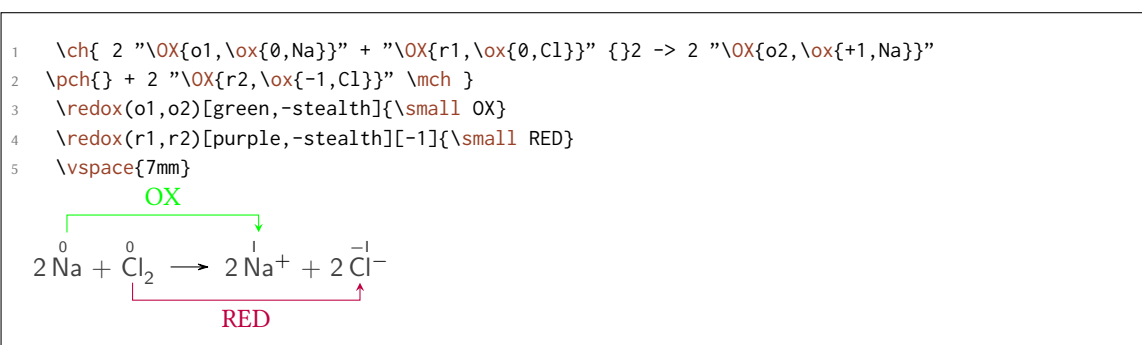 1 \ch{ 2 "\OX{o1,\ox{0,Na}}" + "\OX{r1,\ox{0,Cl}}" {}2 -> 2 "\OX{o2,\ox{+1,Na}}"
2 \pch{} + 2 "\OX{r2,\ox{-1,Cl}}" \mch }
3 \redox(o1,o2)[green,-stealth]{\small OX}
4 \redox(r1,r2)[purple,-stealth][-1]{\small RED}
5 \vspace{7mm}
OX
0 0 I −I
2 Na + Cl₂ ⟶ 2 Na⁺ + 2 Cl⁻
RED